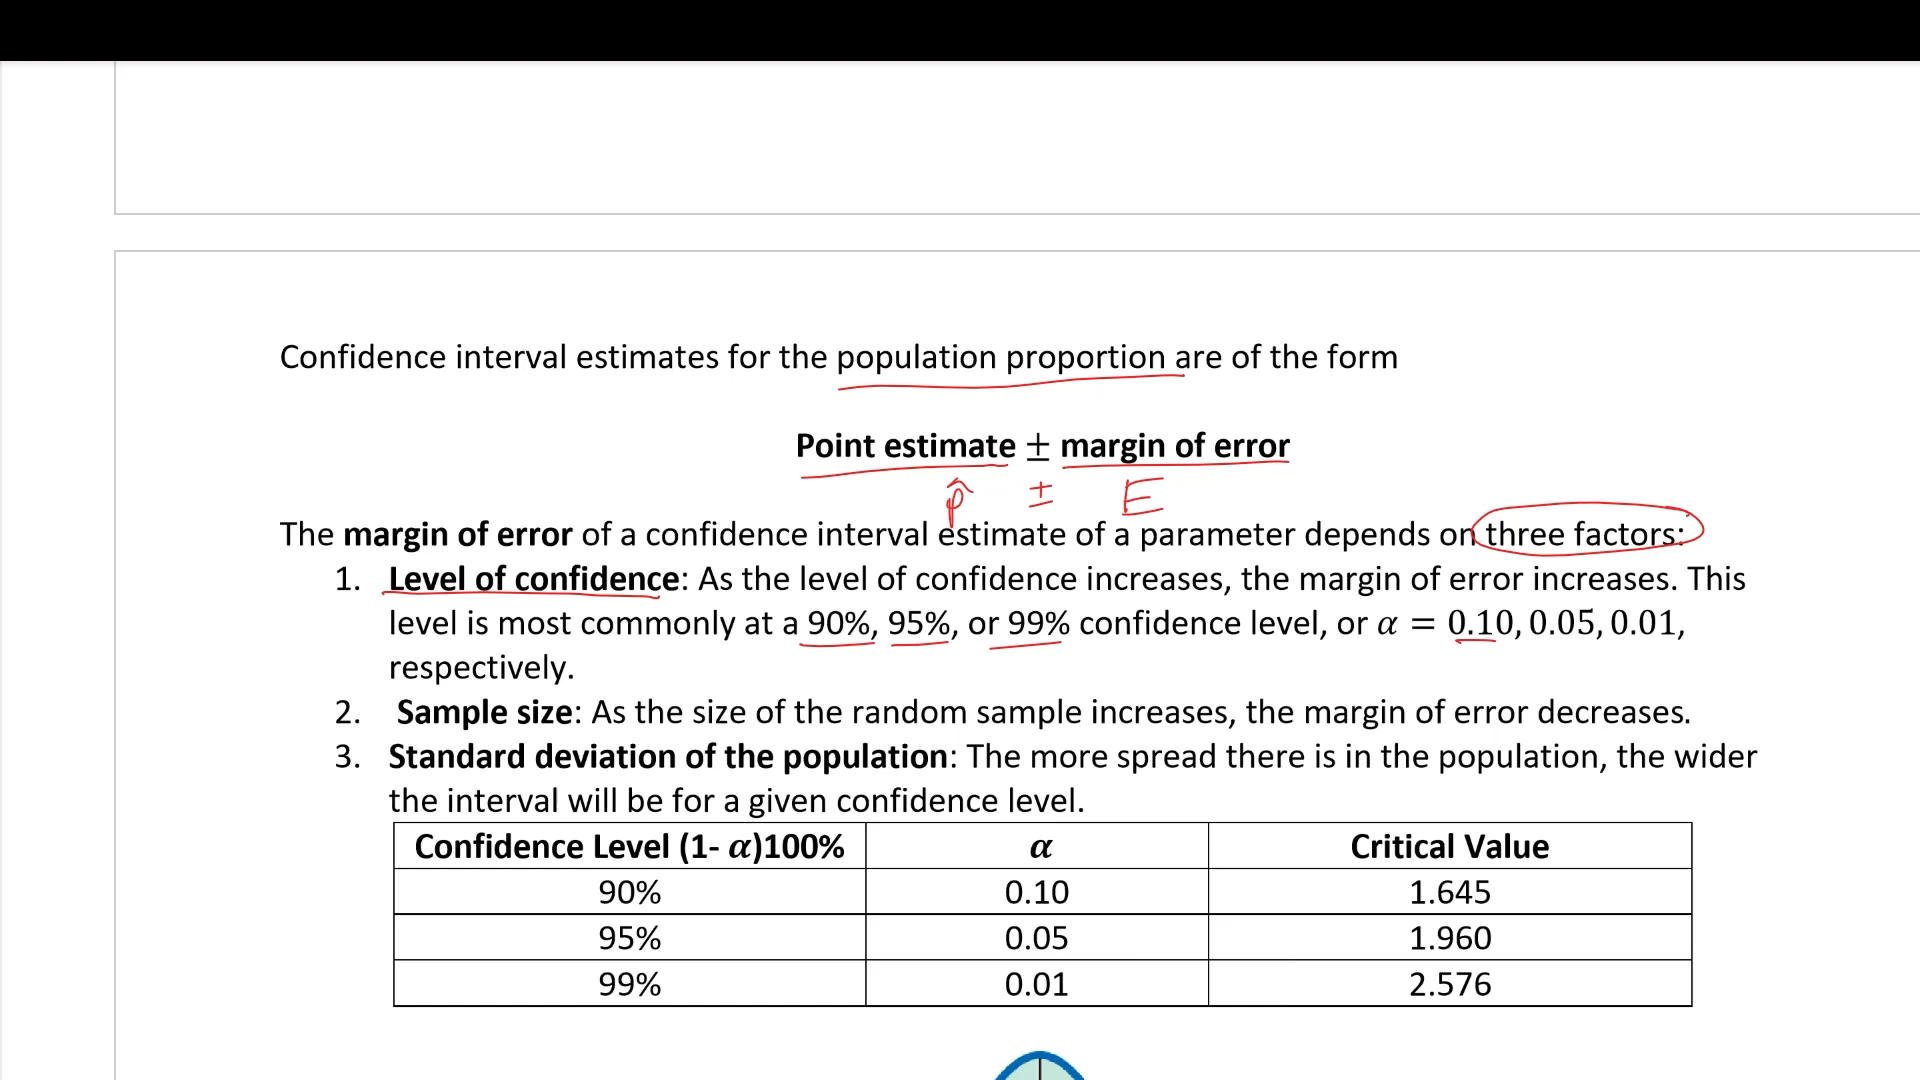 Confidence interval estimates for the population proportion are of the form
Point estimate ± margin of error
p̂ ± E
The margin of error of a confidence interval estimate of a parameter depends on three factors:
1. Level of confidence: As the level of confidence increases, the margin of error increases. This
level is most commonly at a 90%, 95%, or 99% confidence level, or α = 0.10, 0.05, 0.01,
respectively.
2. Sample size: As the size of the random sample increases, the margin of error decreases.
3. Standard deviation of the population: The more spread there is in the population, the wider
the interval will be for a given confidence level.
Confidence Level (1- α)100% α Critical Value
90% 0.10 1.645
95% 0.05 1.960
99% 0.01 2.576